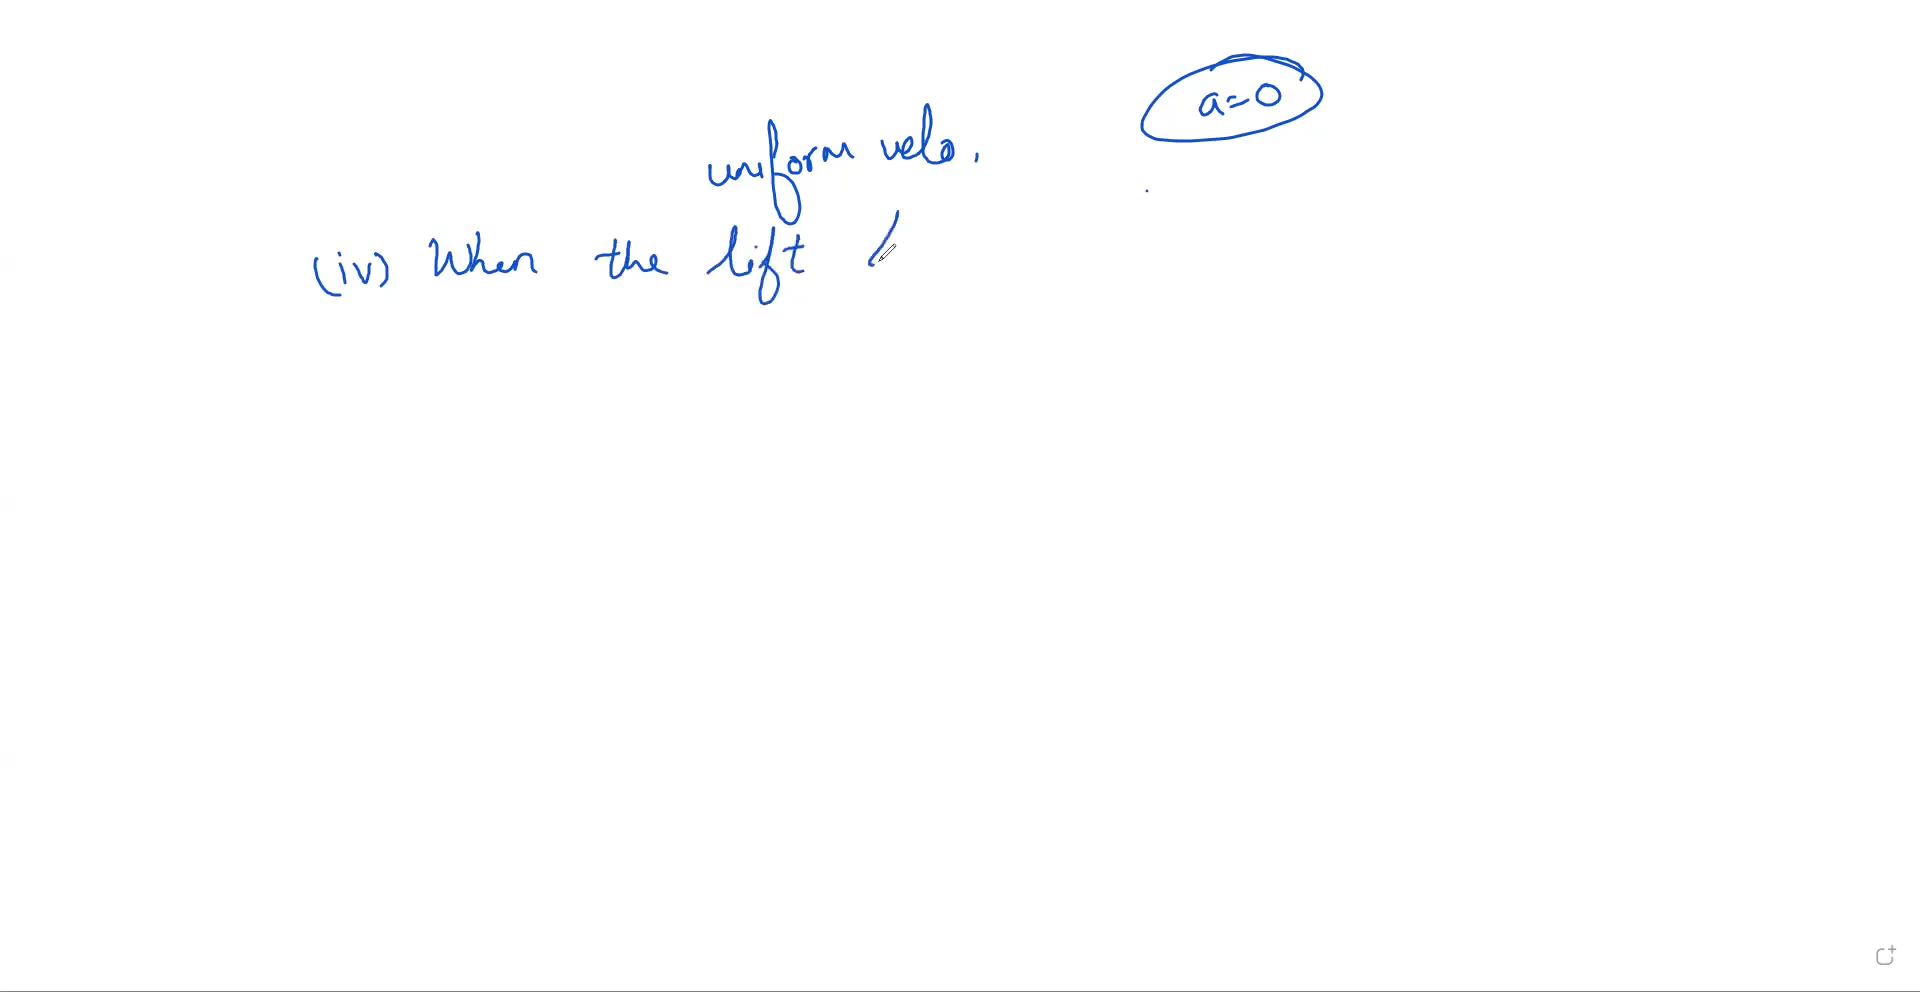 a=0
uniform velo.
(iv) When the lift